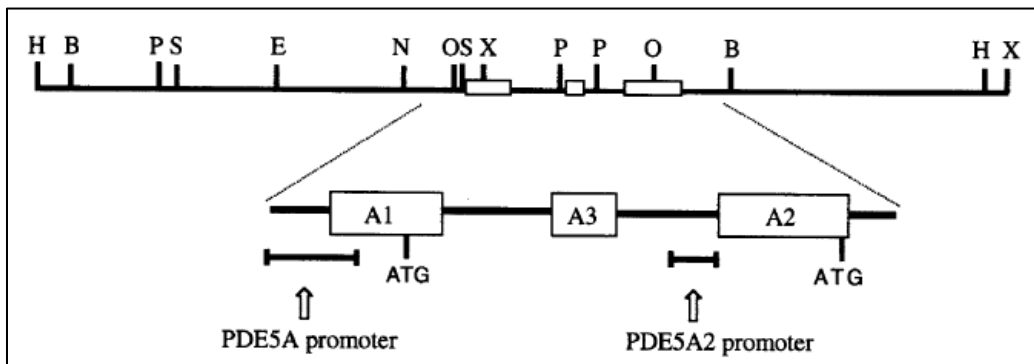 H B P S E N O S X P P O B H X
A1 A3 A2
ATG ATG
PDE5A promoter PDE5A2 promoter